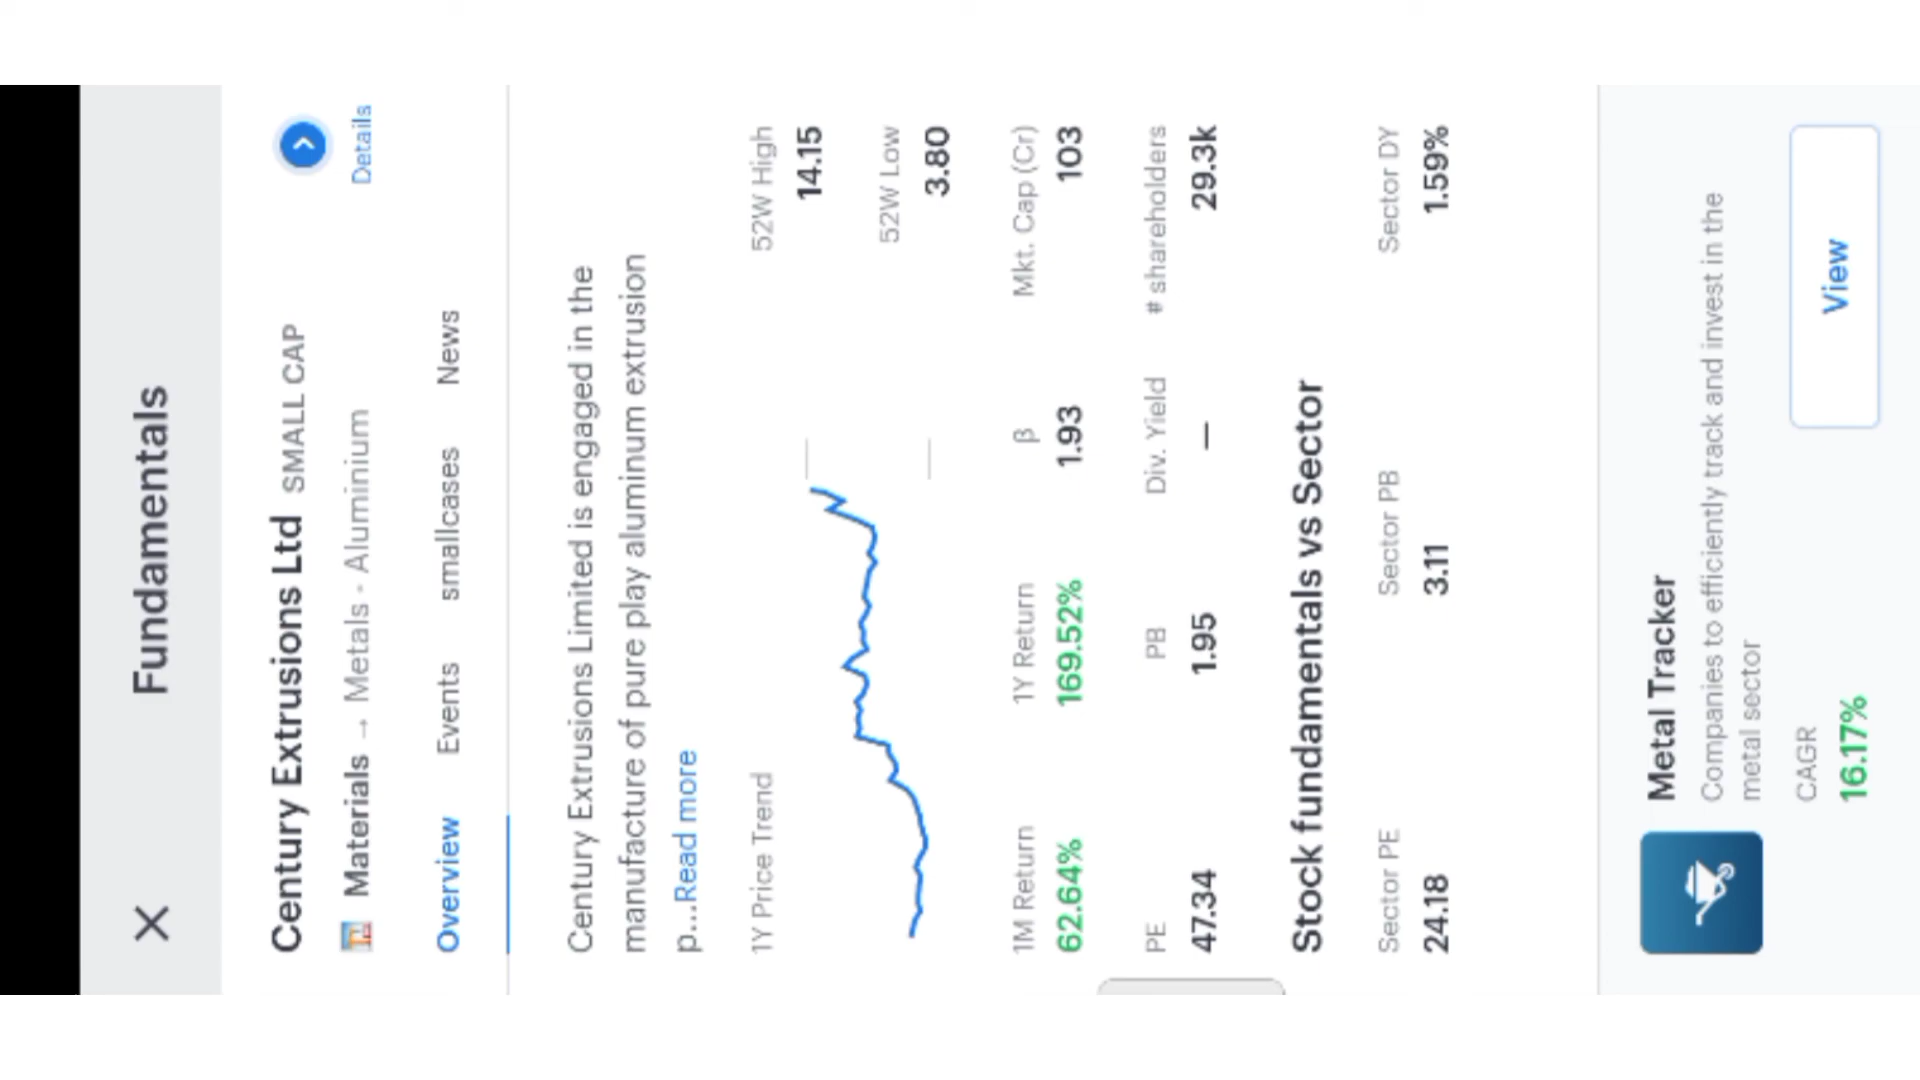 Fundamentals
Century Extrusions Ltd SMALL CAP
Materials → Metals - Aluminium
Details
Overview Events smallcases News
Century Extrusions Limited is engaged in the
manufacture of pure play aluminum extrusion
p...Read more
1Y Price Trend 52W High
14.15
52W Low
3.80
1M Return 1Y Return β Mkt. Cap (Cr)
62.64% 169.52% 1.93 103
PE PB Div. Yield # shareholders
47.34 1.95 — 29.3k
Stock fundamentals vs Sector
Sector PE Sector PB Sector DY
24.18 3.11 1.59%
Metal Tracker
Companies to efficiently track and invest in the
metal sector
CAGR
16.17%
View